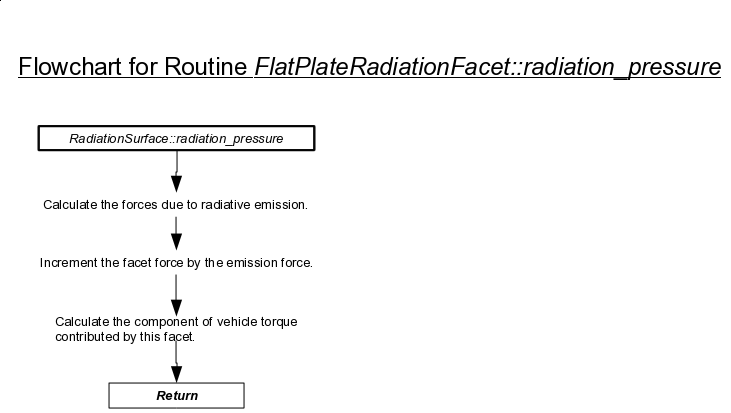 Flowchart for Routine FlatPlateRadiationFacet::radiation_pressure
RadiationSurface::radiation_pressure
Calculate the forces due to radiative emission.
Increment the facet force by the emission force.
Calculate the component of vehicle torque
contributed by this facet.
Return